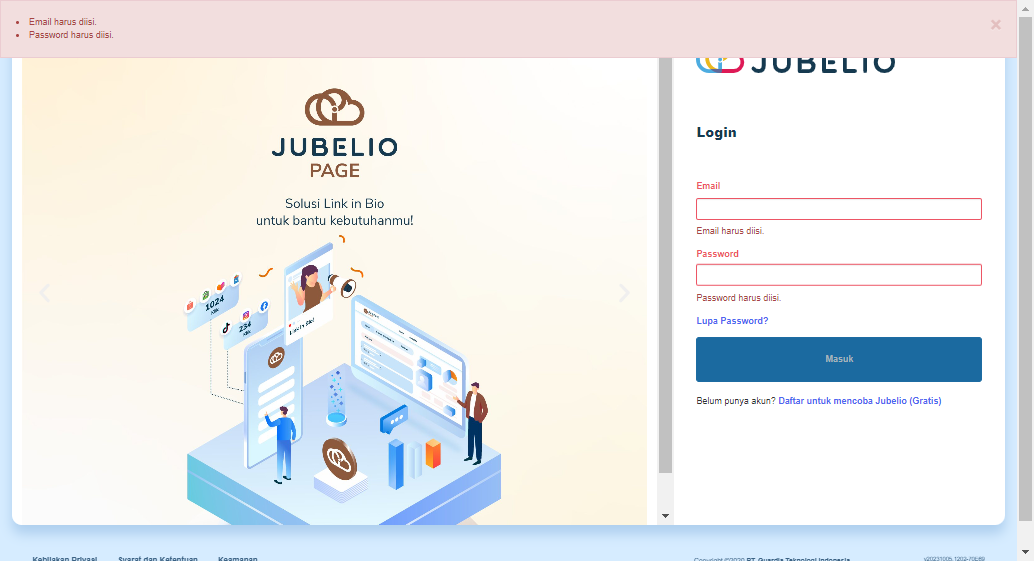 Email harus diisi.
Password harus diisi.
×
JUBELIO
JUBELIO
PAGE
Solusi Link in Bio
untuk bantu kebutuhanmu!
1024
234
Login
Email
Email harus diisi.
Password
Password harus diisi.
Lupa Password?
Masuk
Belum punya akun? Daftar untuk mencoba Jubelio (Gratis)
Kebijakan Privasi Syarat dan Ketentuan Keamanan
Copyright ©2020 PT. Guardia Teknologi Indonesia